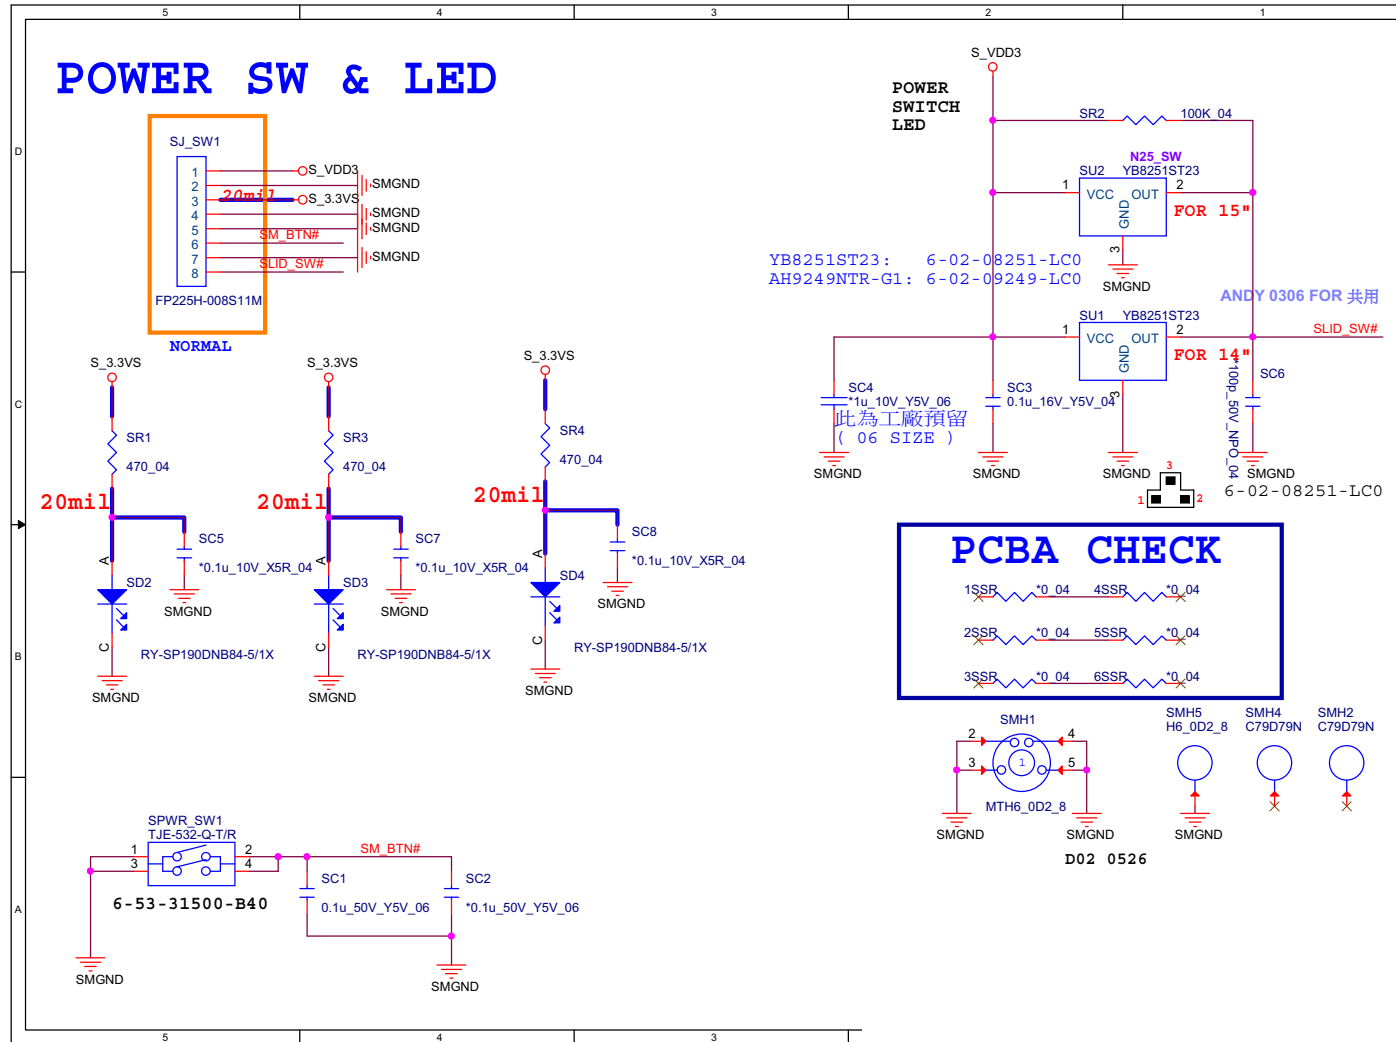 5
4
3
2
1
POWER SW & LED
S_VDD3
POWER
SWITCH
LED
SR2
100K_04
D
SJ_SW1
1
2
3
4
5
6
7
8
S_VDD3
SMGND
20mil
S_3.3VS
SMGND
SMGND
SM_BTN#
SMGND
SLID_SW#
FP225H-008S11M
NORMAL
N25_SW
SU2
YB8251ST23
1
VCC
OUT
2
GND
3
FOR 15"
SMGND
YB8251ST23: 6-02-08251-LC0
AH9249NTR-G1: 6-02-09249-LC0
ANDY 0306 FOR 共用
SU1
YB8251ST23
1
VCC
OUT
2
GND
3
SLID_SW#
FOR 14"
C
S_3.3VS
S_3.3VS
S_3.3VS
SR1
470_04
SR3
470_04
SR4
470_04
SC4
*1u_10V_Y5V_06
此為工廠預留
( 06 SIZE )
SC3
0.1u_16V_Y5V_04
SC6
*100p_50V_NPO_04
SMGND
SMGND
SMGND
SMGND
6-02-08251-LC0
3
1
2
20mil
20mil
20mil
SC5
*0.1u_10V_X5R_04
SMGND
SC7
*0.1u_10V_X5R_04
SMGND
SC8
*0.1u_10V_X5R_04
SMGND
A
SD2
C
RY-SP190DNB84-5/1X
SMGND
A
SD3
C
RY-SP190DNB84-5/1X
SMGND
A
SD4
C
RY-SP190DNB84-5/1X
SMGND
B
PCBA CHECK
1SSR
*0_04
4SSR
*0_04
2SSR
*0_04
5SSR
*0_04
3SSR
*0_04
6SSR
*0_04
SMH1
2
3
1
4
5
MTH6_0D2_8
SMGND
SMGND
D02 0526
SMH5
H6_0D2_8
SMGND
SMH4
C79D79N
SMH2
C79D79N
A
SPWR_SW1
TJE-532-Q-T/R
1
3
2
4
6-53-31500-B40
SMGND
SM_BTN#
SC1
0.1u_50V_Y5V_06
SC2
*0.1u_50V_Y5V_06
SMGND
5
4
3